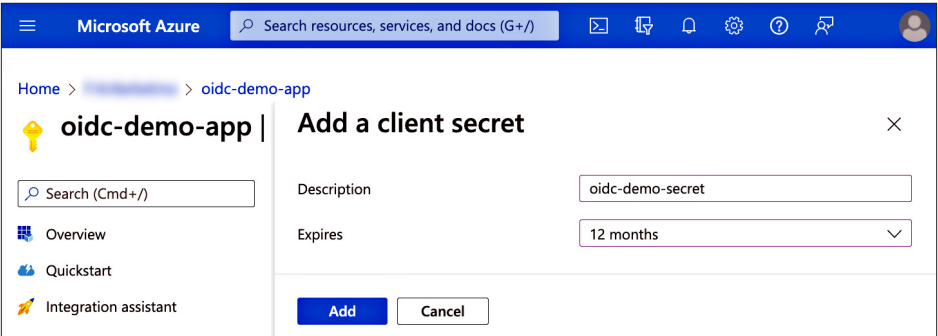 Microsoft Azure
Search resources, services, and docs (G+/)
Home > > oidc-demo-app
oidc-demo-app |
Add a client secret
Search (Cmd+/)
Description
oidc-demo-secret
Overview
Expires
12 months
Quickstart
Integration assistant
Add
Cancel